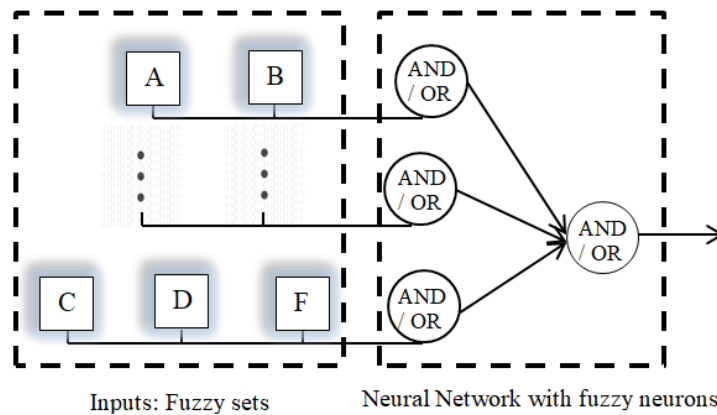 A
B
AND
/ OR
AND
/ OR
AND
/ OR
C
D
F
AND
/ OR
Inputs: Fuzzy sets
Neural Network with fuzzy neurons